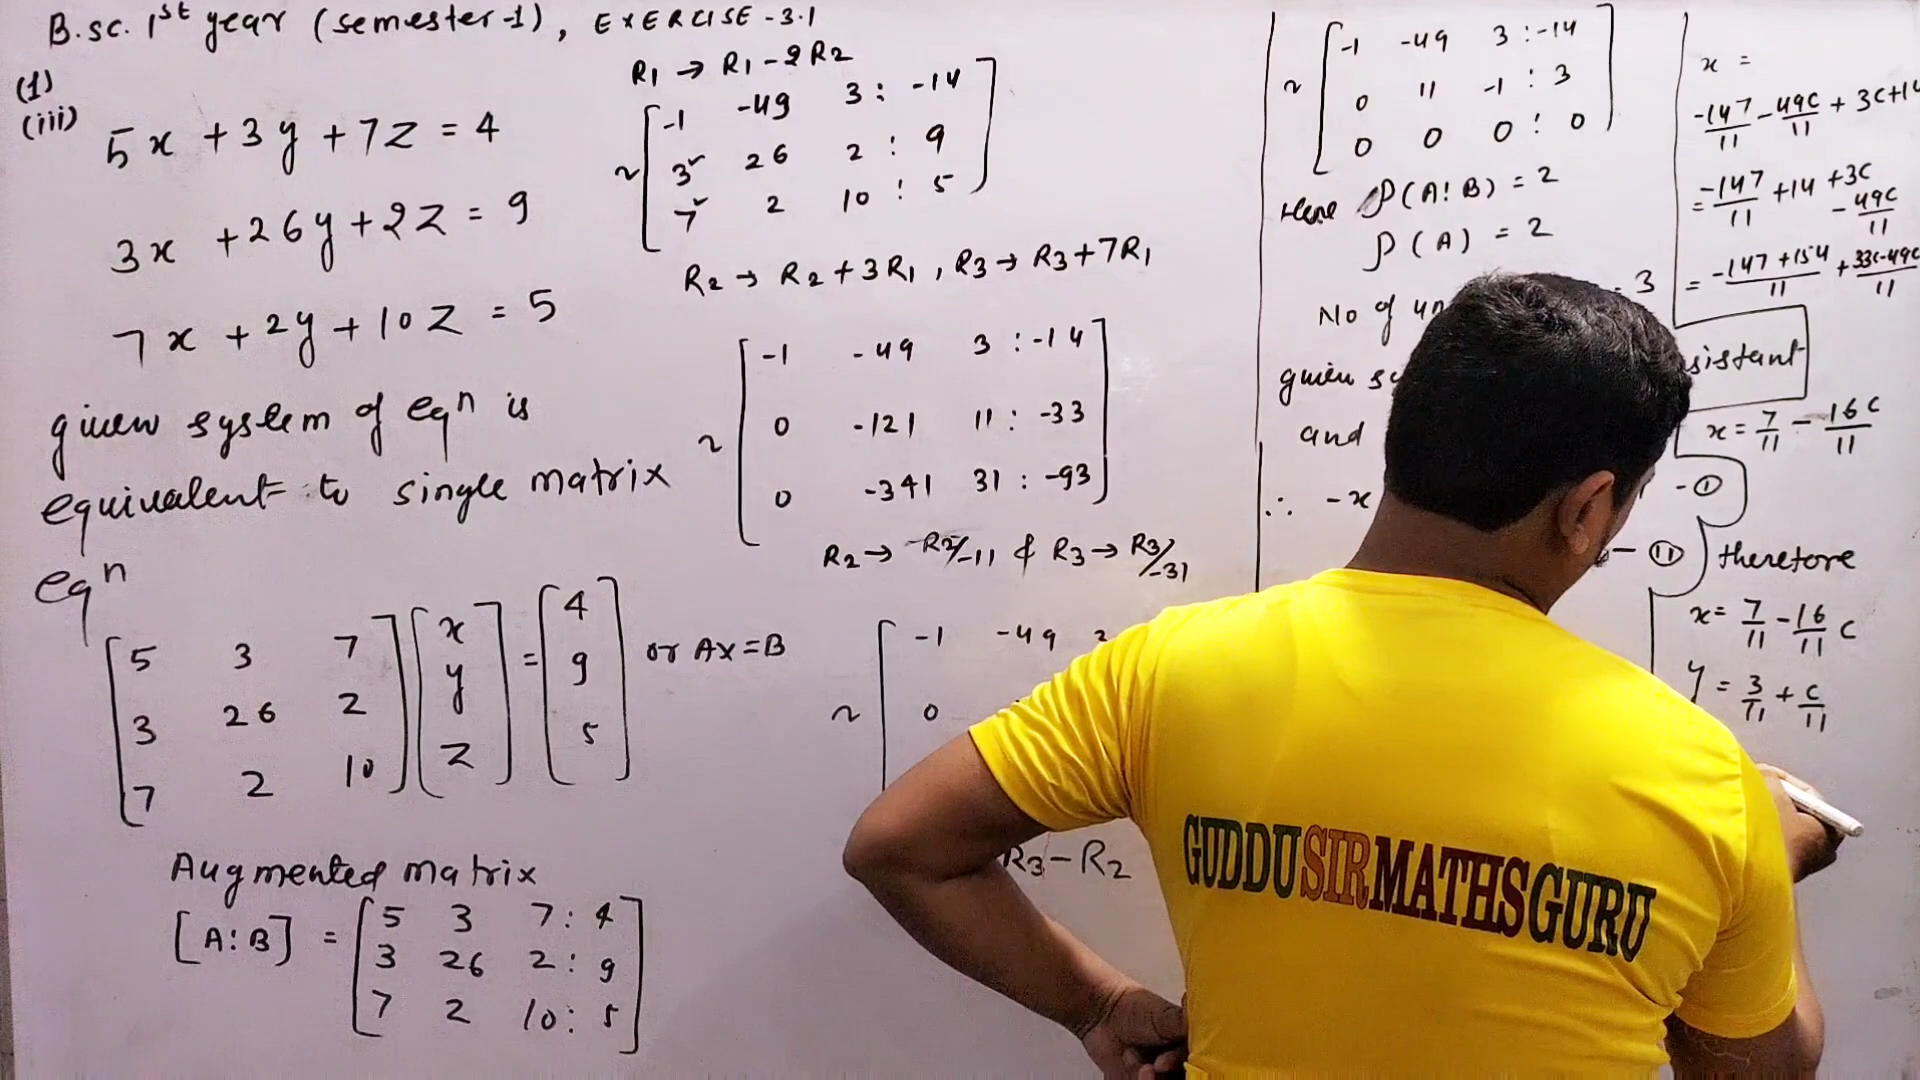 B.sc. 1st year (semester-1), EXERCISE-3.1
(1)
(iii)
5x + 3y + 7z = 4
3x + 26y + 2z = 9
7x + 2y + 10z = 5
given system of eqn is
equivalent to single matrix
eqn
[5 3 7] [x] = [4] or AX=B
[3 26 2] [y] [9]
[7 2 10] [z] [5]
Augmented matrix
[A:B] = [5 3 7 : 4]
[3 26 2 : 9]
[7 2 10 : 5]
R1 → R1 - 2R2
~ [-1 -49 3 : -14]
[3 26 2 : 9]
[7 2 10 : 5]
R2 → R2 + 3R1, R3 → R3 + 7R1
~ [-1 -49 3 : -14]
[0 -121 11 : -33]
[0 -341 31 : -93]
R2 → R2/-11 & R3 → R3/-31
~ [-1 -49
[0
R3 - R2
~ [-1 -49 3 : -14]
[0 11 -1 : 3]
[0 0 0 : 0]
Here ρ(A:B) = 2
ρ(A) = 2
No of = 3
given
sistant
and
∴ -x - ①
- ⑪
x =
-147/11 - 49c/11 + 3c+14
= -147/11 + 14 + 3c - 49c/11
= -147+154/11 + 33c-49c/11
x = 7/11 - 16c/11
therefore
x = 7/11 - 16/11 c
y = 3/11 + c/11
GUDDUSIRMATHSGURU